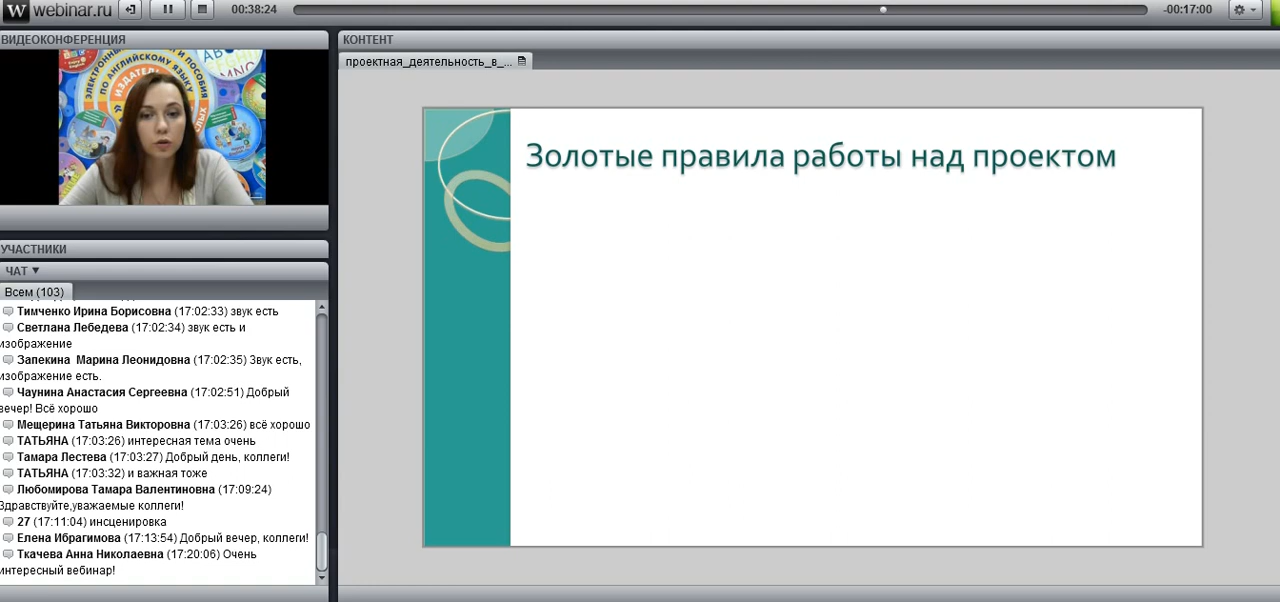 W webinar.ru
00:38:24
-00:17:00
ВИДЕОКОНФЕРЕНЦИЯ
ЭЛЕКТРОННЫЕ
ПОСОБИЯ
ПО АНГЛИЙСКОМУ ЯЗЫКУ
УЧАСТНИКИ
ЧАТ
Всем (103)
Тимченко Ирина Борисовна (17:02:33) звук есть
Светлана Лебедева (17:02:34) звук есть и
изображение
Запекина Марина Леонидовна (17:02:35) Звук есть,
изображение есть.
Чаунина Анастасия Сергеевна (17:02:51) Добрый
вечер! Всё хорошо
Мещерина Татьяна Викторовна (17:03:26) всё хорошо
ТАТЬЯНА (17:03:26) интересная тема очень
Тамара Лестева (17:03:27) Добрый день, коллеги!
ТАТЬЯНА (17:03:32) и важная тоже
Любомирова Тамара Валентиновна (17:09:24)
Здравствуйте,уважаемые коллеги!
27 (17:11:04) инсценировка
Елена Ибрагимова (17:13:54) Добрый вечер, коллеги!
Ткачева Анна Николаевна (17:20:06) Очень
интересный вебинар!
КОНТЕНТ
проектная_деятельность_в_...
Золотые правила работы над проектом